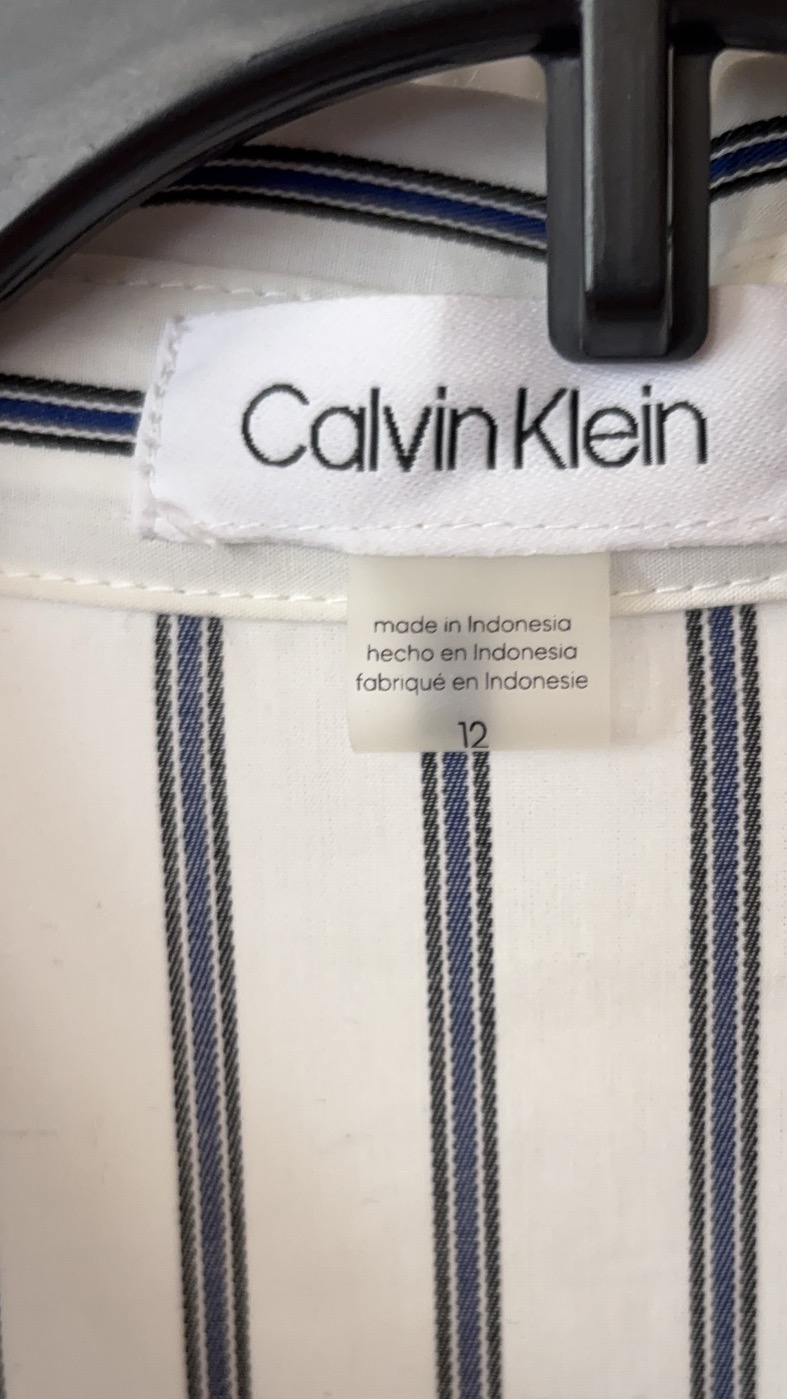 Calvin Klein
made in Indonesia
hecho en Indonesia
fabriqué en Indonesie
12